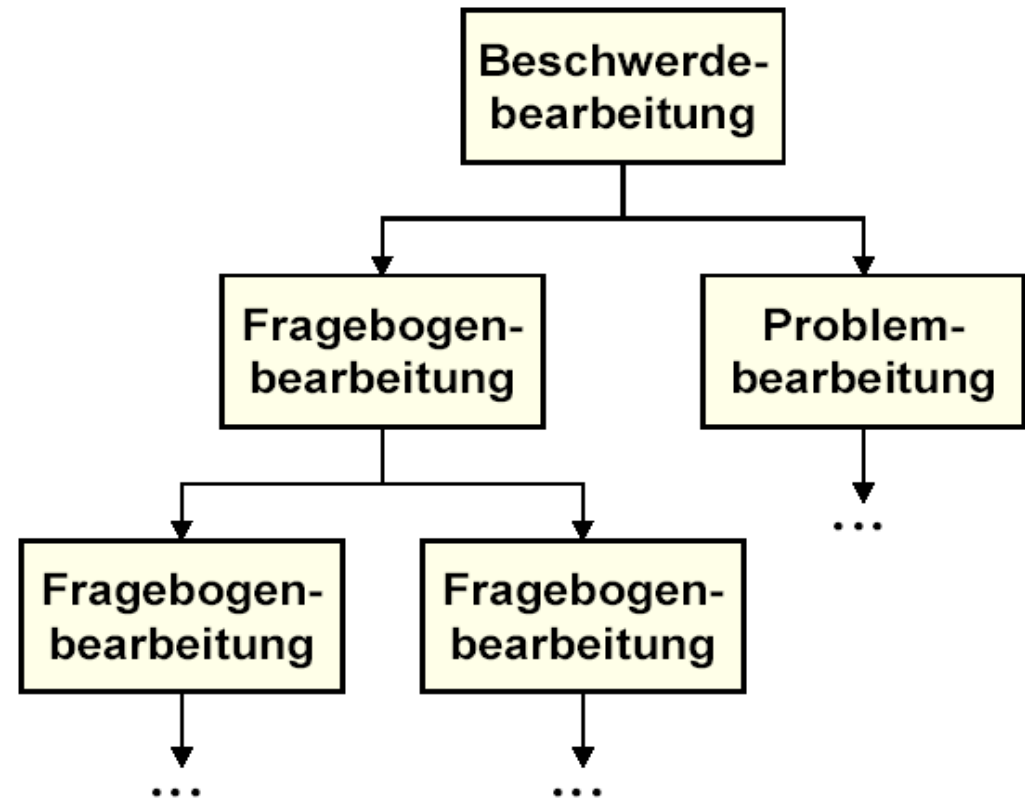 Beschwerde-
bearbeitung
Fragebogen-
bearbeitung
Problem-
bearbeitung
...
Fragebogen-
bearbeitung
Fragebogen-
bearbeitung
...
...